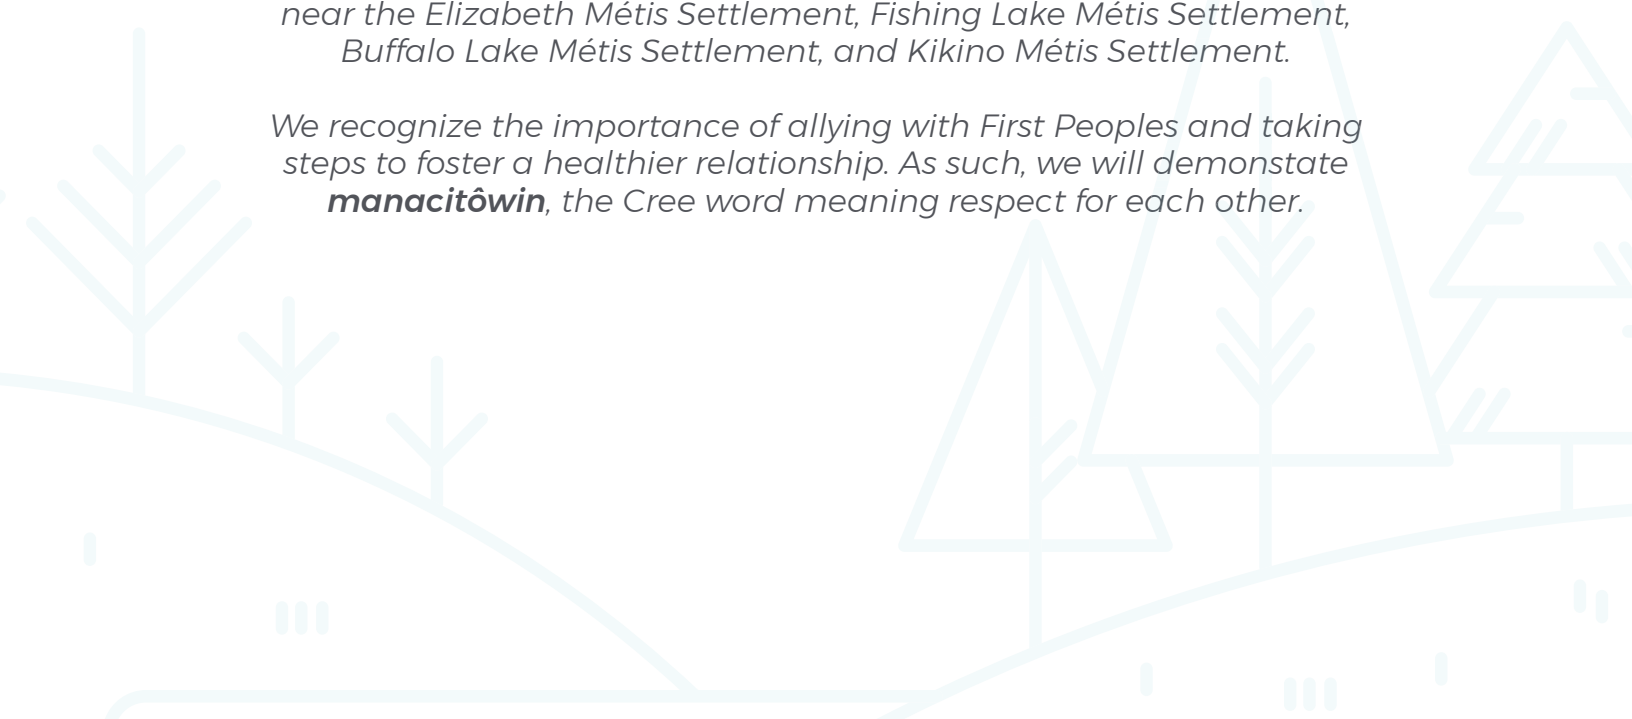 near the Elizabeth Métis Settlement, Fishing Lake Métis Settlement,
Buffalo Lake Métis Settlement, and Kikino Métis Settlement.
We recognize the importance of allying with First Peoples and taking
steps to foster a healthier relationship. As such, we will demonstate
manacitôwin, the Cree word meaning respect for each other.